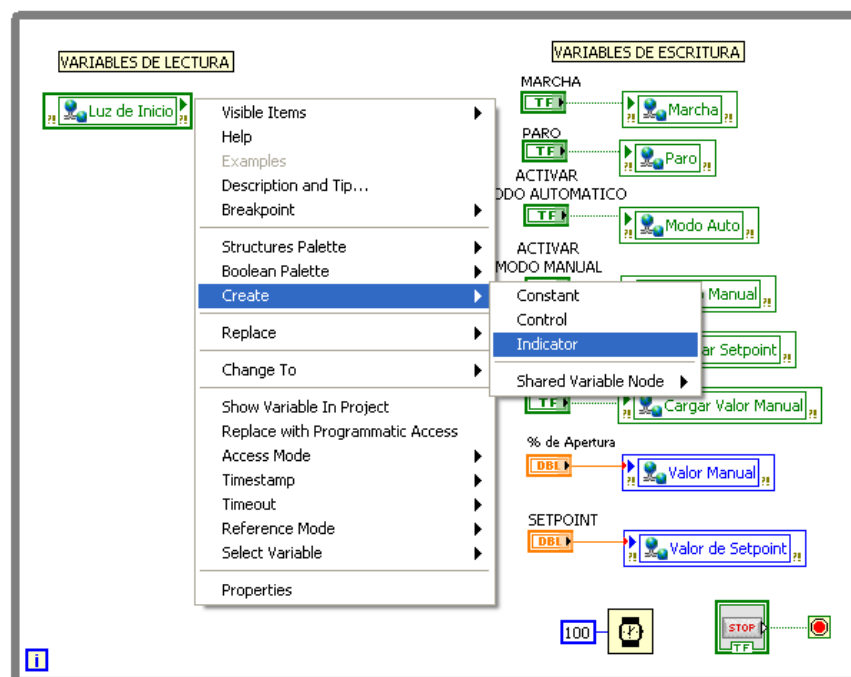 VARIABLES DE LECTURA
Luz de Inicio
Visible Items
Help
Examples
Description and Tip...
Breakpoint
Structures Palette
Boolean Palette
Create
Replace
Change To
Show Variable In Project
Replace with Programmatic Access
Access Mode
Timestamp
Timeout
Reference Mode
Select Variable
Properties
Constant
Control
Indicator
Shared Variable Node
VARIABLES DE ESCRITURA
MARCHA
TF
Marcha
PARO
TF
Paro
ACTIVAR
ODO AUTOMATICO
TF
Modo Auto
ACTIVAR
MODO MANUAL
Manual
ar Setpoint
TF
Cargar Valor Manual
% de Apertura
DBL
Valor Manual
SETPOINT
DBL
Valor de Setpoint
100
STOP
TF
i